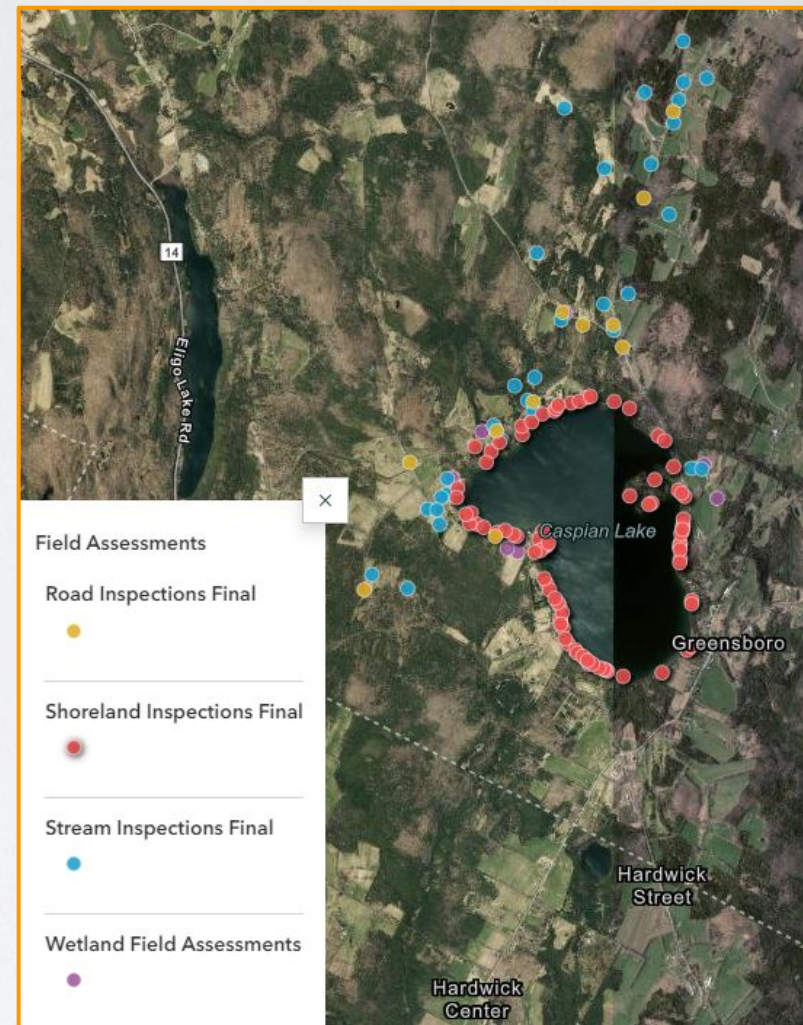 14
Eligo Lake Rd
Caspian Lake
Greensboro
Hardwick
Street
Hardwick
Center
Field Assessments
Road Inspections Final
Shoreland Inspections Final
Stream Inspections Final
Wetland Field Assessments